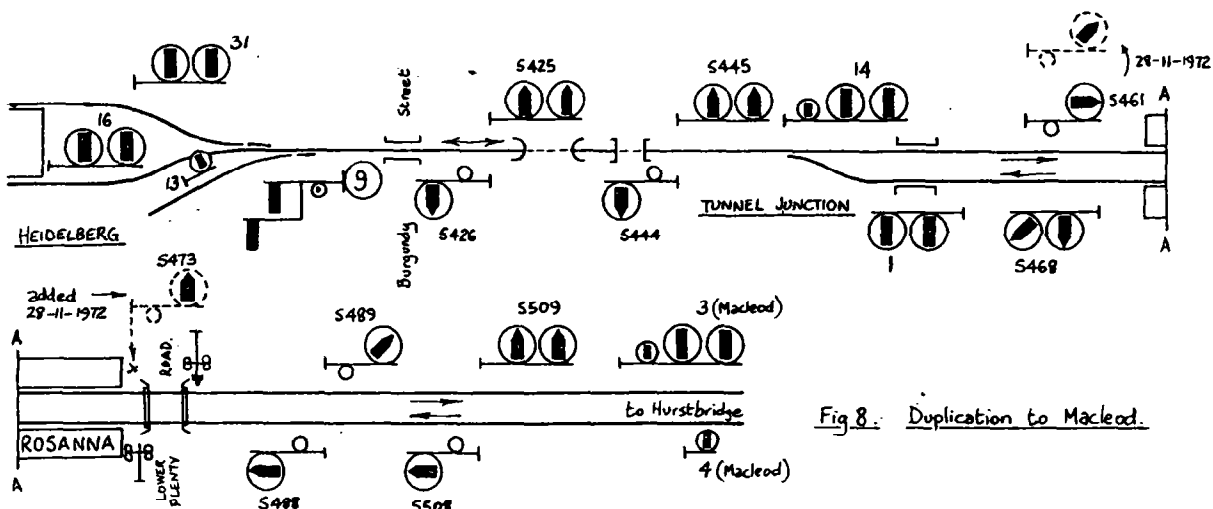 31
S425
Street
S445
14
28-11-1972
S461
A
16
13
9
HEIDELBERG
S426
Burgundy
S444
TUNNEL JUNCTION
1
S468
A
added
28-11-1972
S473
A
ROAD.
S489
S509
3 (Macleod)
to Hurstbridge
ROSANNA
A
LOWER
PLENTY
S488
S508
4 (Macleod)
Fig 8. Duplication to Macleod.